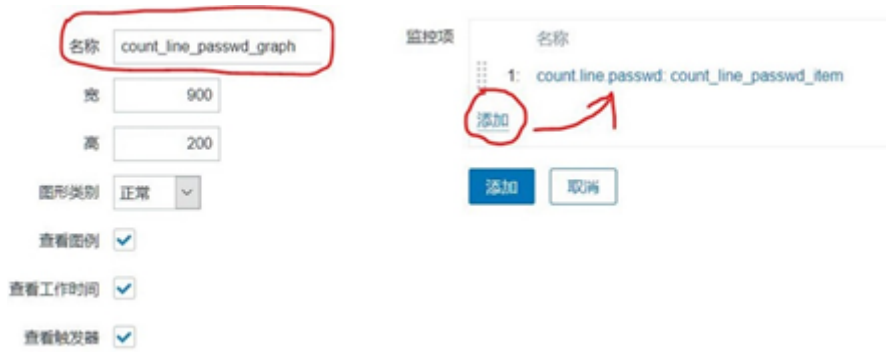 名称 count_line_passwd_graph
宽 900
高 200
图形类别 正常
查看图例
查看工作时间
查看触发器
监控项 名称
1: count.line.passwd: count_line_passwd_item
添加
添加 取消